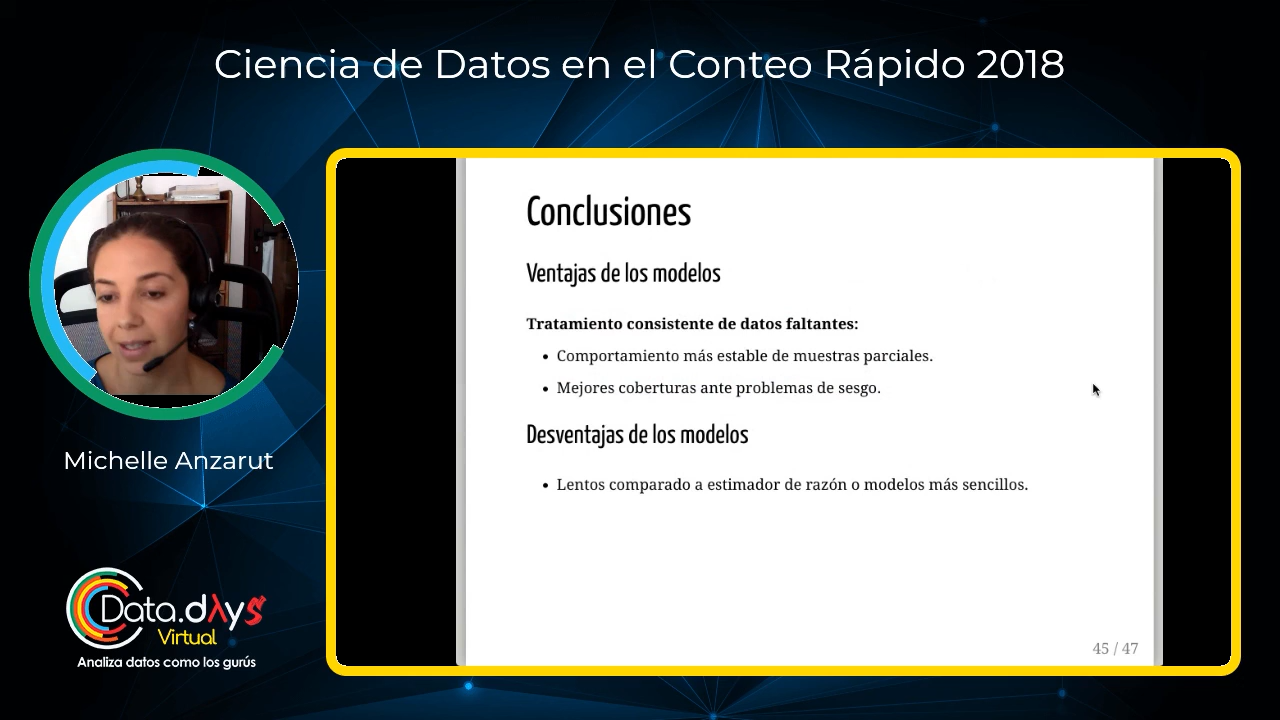 Ciencia de Datos en el Conteo Rápido 2018
Conclusiones
Ventajas de los modelos
Tratamiento consistente de datos faltantes:
• Comportamiento más estable de muestras parciales.
• Mejores coberturas ante problemas de sesgo.
Desventajas de los modelos
• Lentos comparado a estimador de razón o modelos más sencillos.
45 / 47
Michelle Anzarut
Data.dλys
Virtual
Analiza datos como los gurús